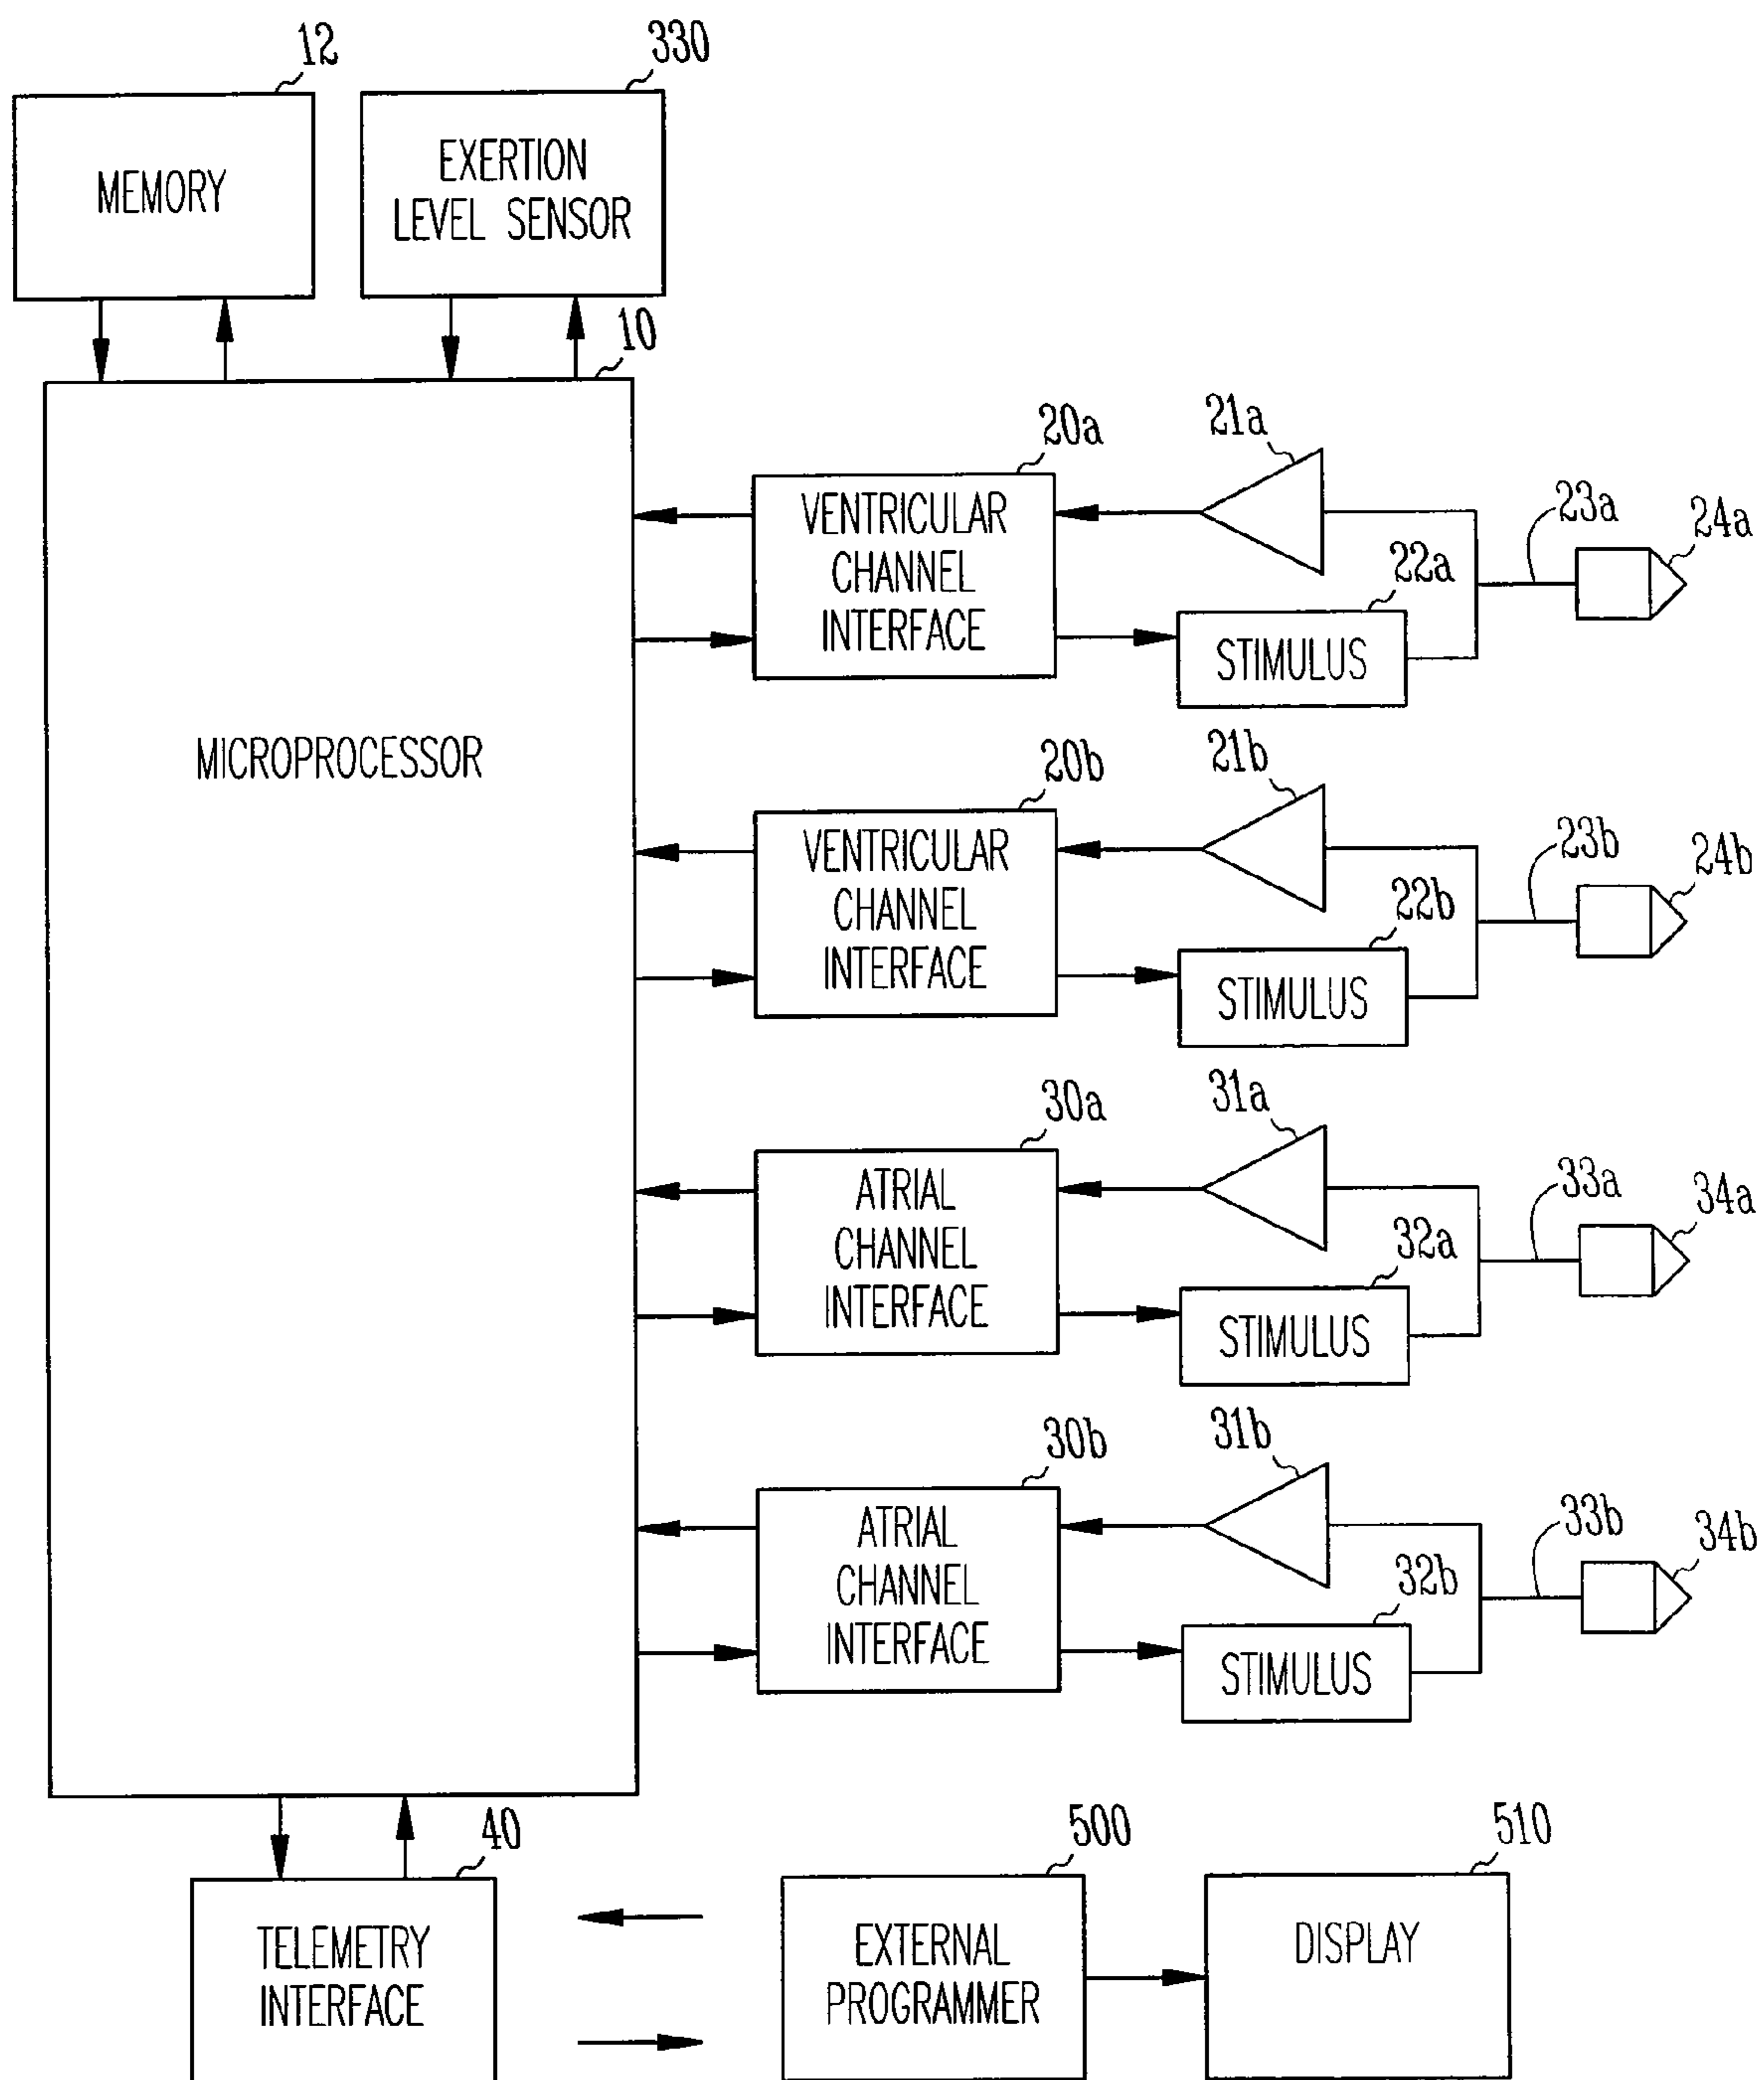 12
330
MEMORY
EXERTION
LEVEL SENSOR
10
MICROPROCESSOR
20a
21a
VENTRICULAR
CHANNEL
INTERFACE
22a
STIMULUS
23a
24a
20b
21b
VENTRICULAR
CHANNEL
INTERFACE
22b
STIMULUS
23b
24b
30a
31a
ATRIAL
CHANNEL
INTERFACE
32a
STIMULUS
33a
34a
30b
31b
ATRIAL
CHANNEL
INTERFACE
32b
STIMULUS
33b
34b
40
TELEMETRY
INTERFACE
500
EXTERNAL
PROGRAMMER
510
DISPLAY